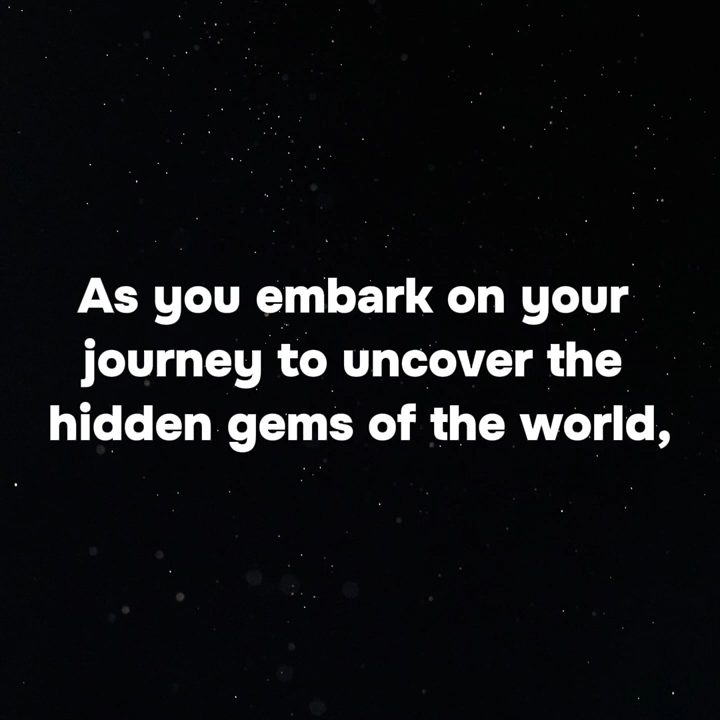 As you embark on your
journey to uncover the
hidden gems of the world,